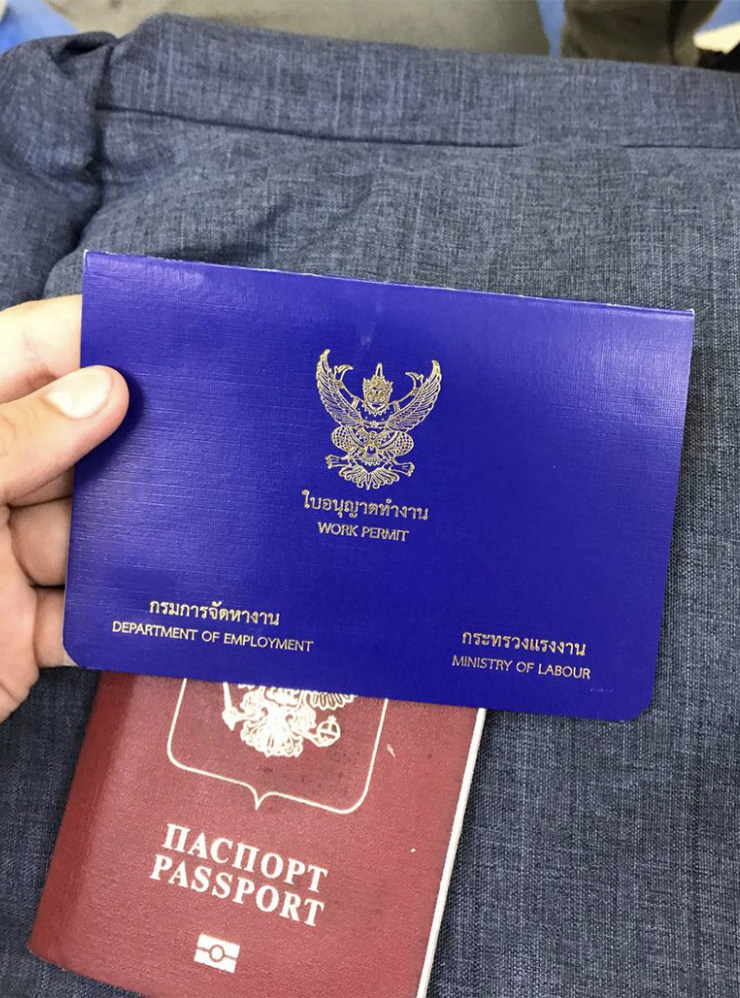 ใบอนุญาตทำงาน
WORK PERMIT
กรมการจัดหางาน
DEPARTMENT OF EMPLOYMENT
กระทรวงแรงงาน
MINISTRY OF LABOUR
ПАСПОРТ
PASSPORT